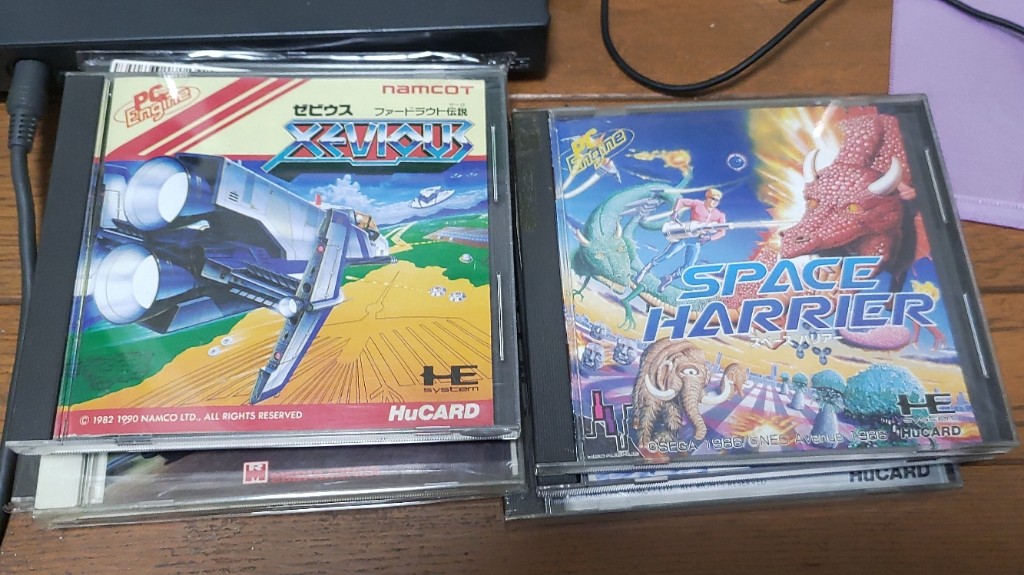 PC Engine
namcoT
ゼビウス ファードラウト伝説
XEVIOUS
HE
system
© 1982 1990 NAMCO LTD., ALL RIGHTS RESERVED
HuCARD
PC Engine
SPACE
HARRIER
スペースハリアー
HE
HuCARD
©SEGA 1986/©NEC Avenue 1988
HuCARD